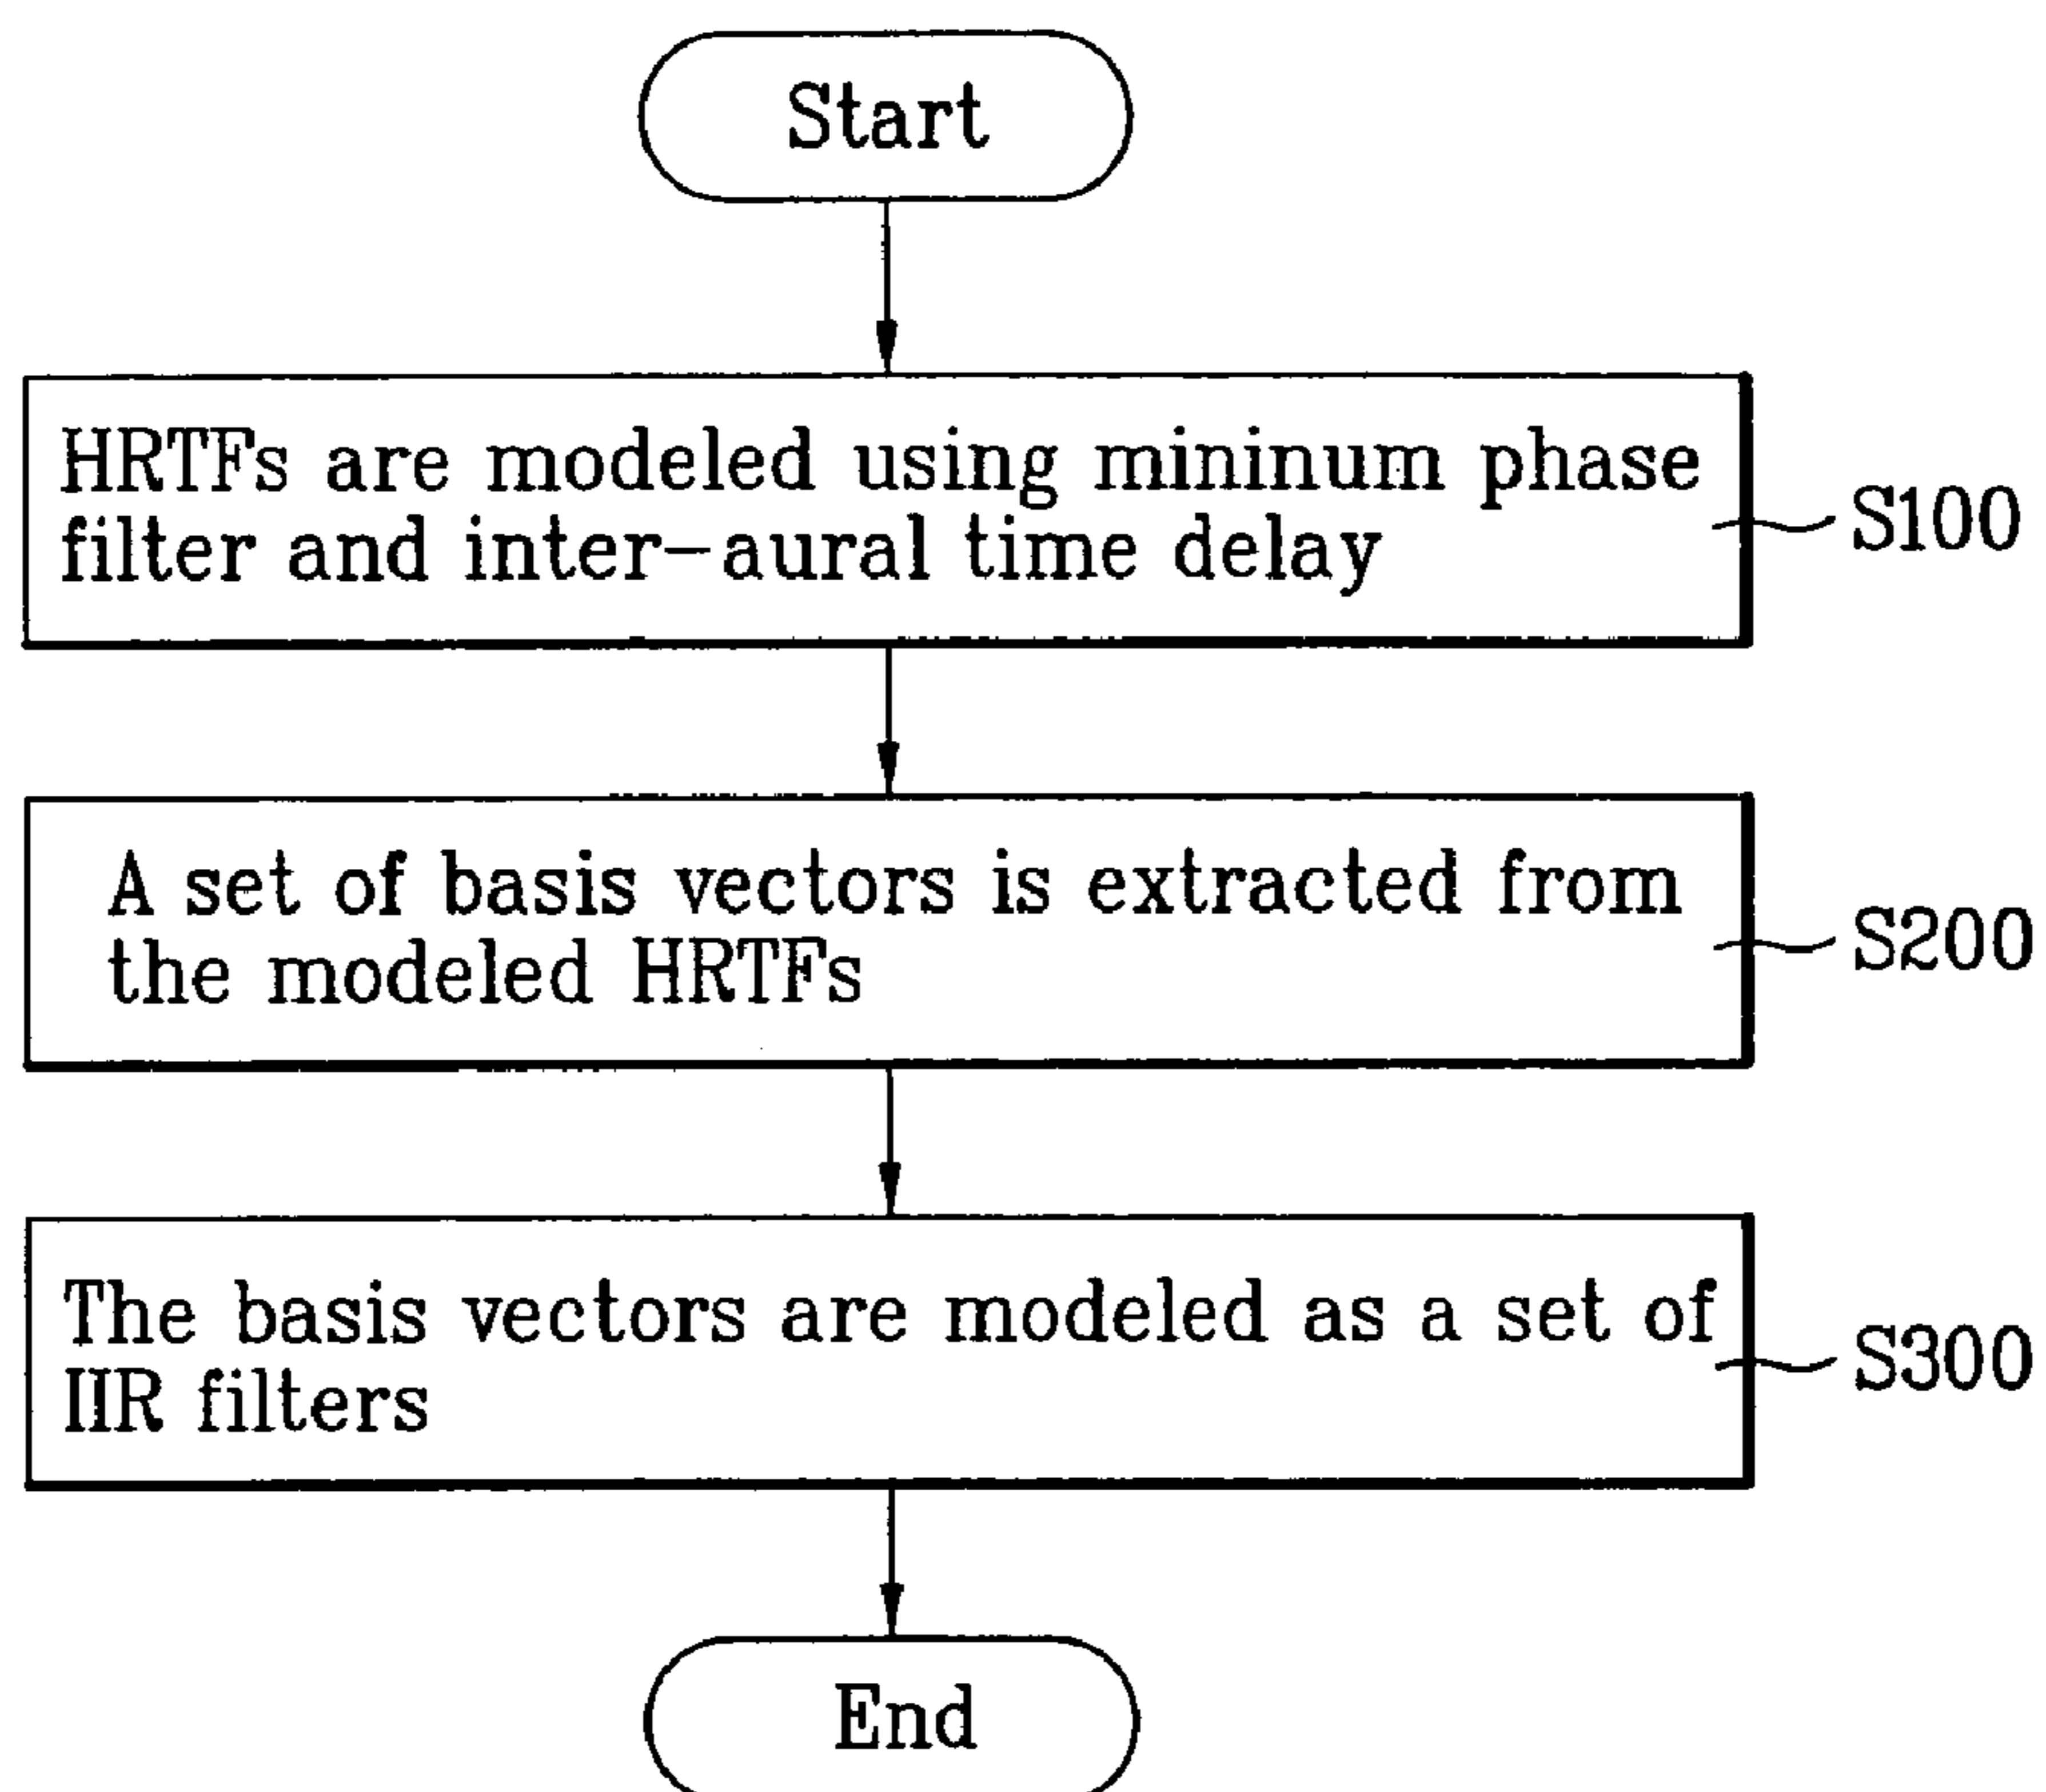 Start
HRTFs are modeled using mininum phase
filter and inter-aural time delay
S100
A set of basis vectors is extracted from
the modeled HRTFs
S200
The basis vectors are modeled as a set of
IIR filters
S300
End